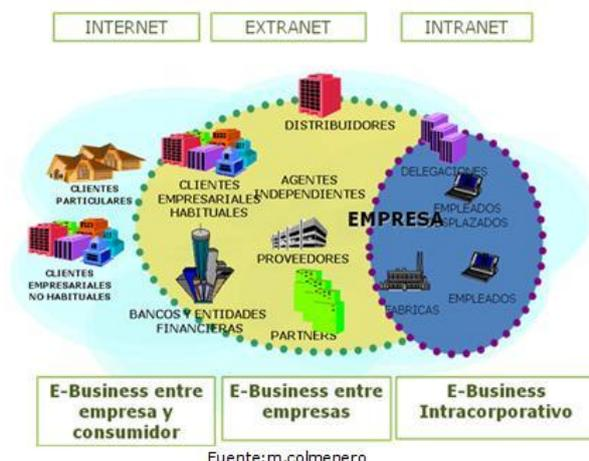 INTERNET
EXTRANET
INTRANET
DISTRIBUIDORES
CLIENTES
PARTICULARES
CLIENTES
EMPRESARIALES
HABITUALES
AGENTES
INDEPENDIENTES
DELEGACIONES
EMPLEADOS
DESPLAZADOS
EMPRESA
CLIENTES
EMPRESARIALES
NO HABITUALES
PROVEEDORES
BANCOS Y ENTIDADES
FINANCIERAS
PARTNERS
FABRICAS
EMPLEADOS
E-Business entre
empresa y
consumidor
E-Business entre
empresas
E-Business
Intracorporativo
Fuente:m.colmenero